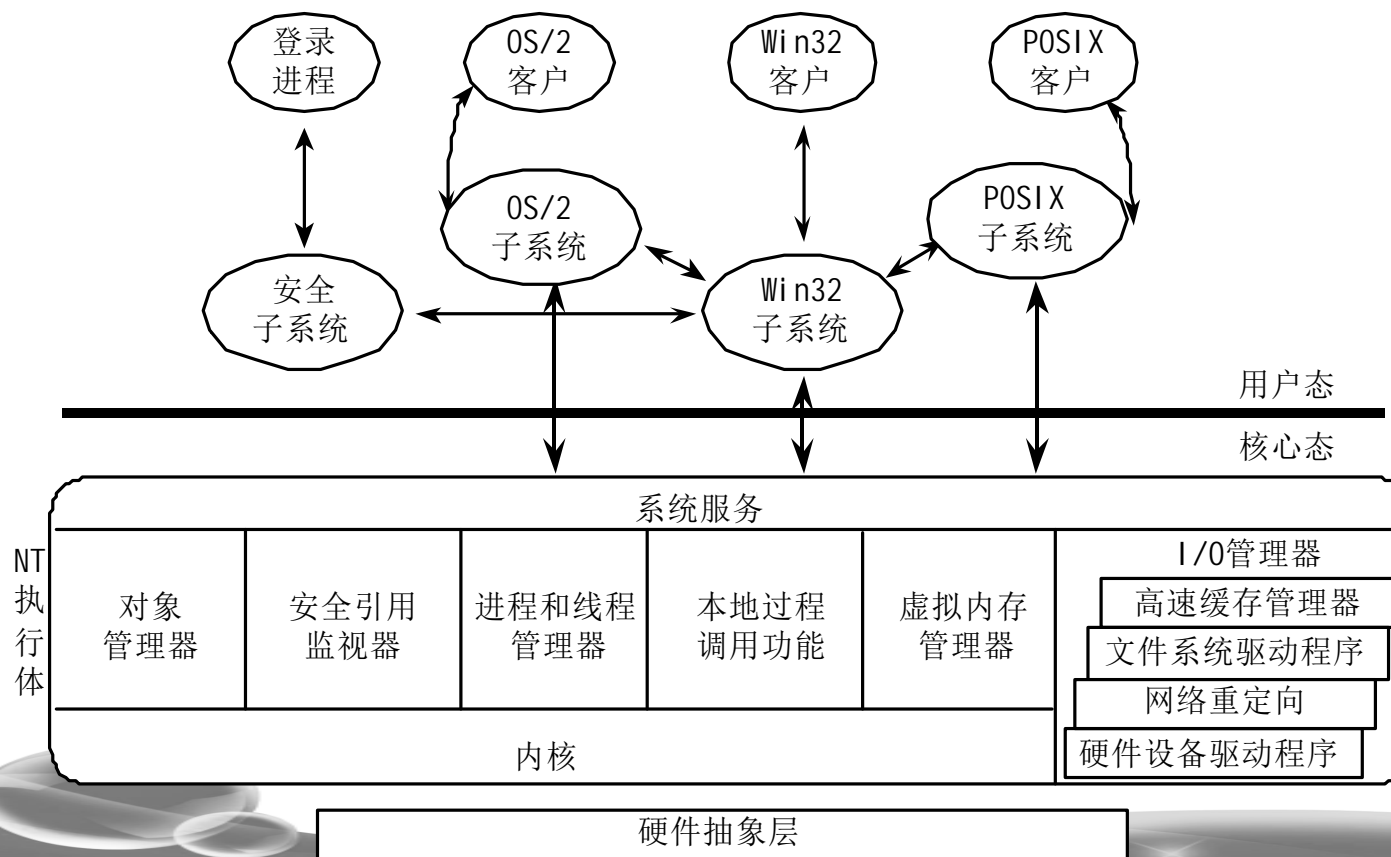 登录
进程
OS/2
客户
Win32
客户
POSIX
客户
OS/2
子系统
POSIX
子系统
安全
子系统
Win32
子系统
用户态
核心态
系统服务
NT
执
行
体
对象
管理器
安全引用
监视器
进程和线程
管理器
本地过程
调用功能
虚拟内存
管理器
I/O管理器
高速缓存管理器
文件系统驱动程序
网络重定向
硬件设备驱动程序
内核
硬件抽象层